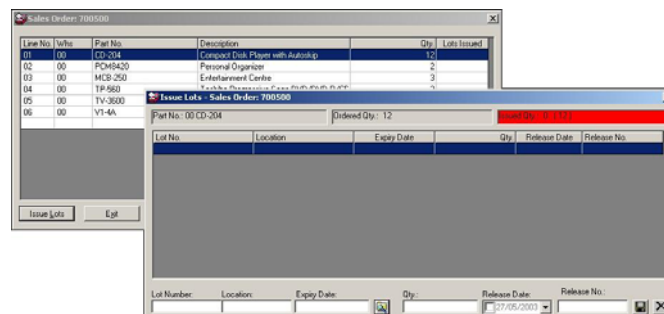 Sales Order: 700500
Line No. Whs Part No. Description Qty Lots Issued
01 00 CD-204 Compact Disk Player with Autoskip 12
02 00 PCM8420 Personal Organizer 2
03 00 MCB-250 Entertainment Centre 3
04 00 TP-560
05 00 TV-3600
06 00 V1-4A
Issue Lots Exit
Issue Lots - Sales Order: 700500
Part No.: 00 CD-204 Ordered Qty.: 12 Issued Qty.: 0 (12)
Lot No. Location Expiry Date Qty. Release Date Release No.
Lot Number: Location: Expiry Date: Qty.: Release Date: Release No.:
27/05/2003